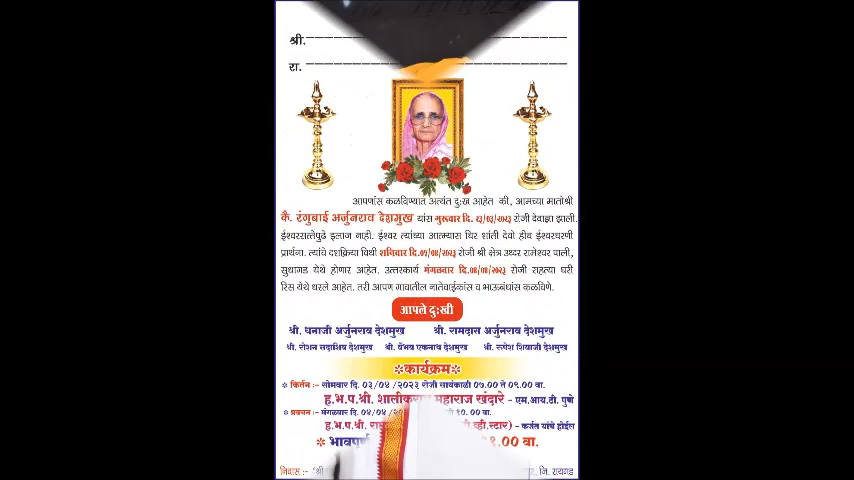 श्री.
रा.
आपणांस कळविण्यात अत्यंत दुःख आहेत की, आमच्या मातोश्री
कै. रंगुबाई अर्जुनराव देशमुख यांस गुरूवार दि. २३/०३/२०२३ रोजी देवाज्ञा झाली.
ईश्वरसत्तेपुढे इलाज नाही. ईश्वर त्यांच्या आत्म्यास चिर शांती देवो हीच ईश्वरचरणी
प्रार्थना. त्यांचे दशक्रिया विधी शनिवार दि.०१/०४/२०२३ रोजी श्री क्षेत्र उध्दर रामेश्वर पाली,
सुधागड येथे होणार आहेत. उत्तरकार्य मंगळवार दि.०४/०४/२०२३ रोजी राहत्या घरी
रिस येथे धरले आहेत. तरी आपण गावातील नातेवाईकांस व भाऊबंधांस कळविणे.
आपले दुःखी
श्री. धनाजी अर्जुनराव देशमुख श्री. रामदास अर्जुनराव देशमुख
श्री. रोशन सदाशिव देशमुख श्री. वैभव एकनाथ देशमुख श्री. रुपेश शिवाजी देशमुख
कार्यक्रम
किर्तन :- सोमवार दि. ०३/०४ /२०२३ रोजी सायंकाळी ०७.०० ते ०९.०० वा.
ह.भ.प.श्री. शालीकराम महाराज खंदारे - एम.आय.टी. पुणे
प्रवचन :- मंगळवार दि. ०४/०४ १०. ०० वा.
ह.भ.प.श्री. व्ही.स्टार) - कर्जत यांचे होईल
.०० वा.
निवास :- जि. रायगड